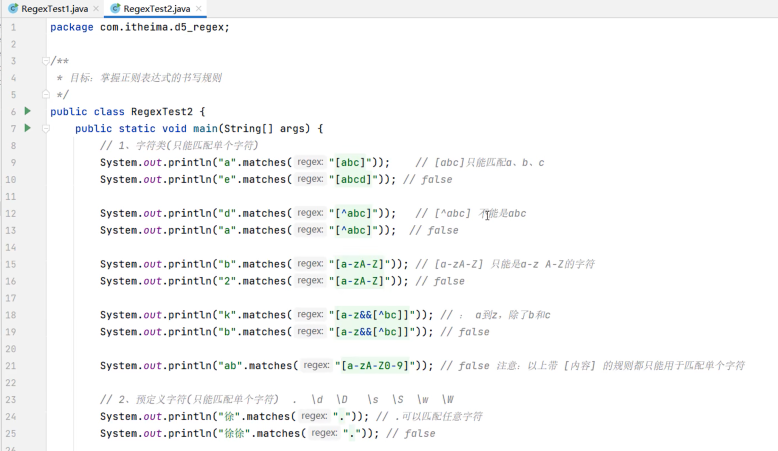 RegexTest1.java × RegexTest2.java ×
1 package com.itheima.d5_regex;
2
3 /**
4 * 目标：掌握正则表达式的书写规则
5 */
6 public class RegexTest2 {
7 public static void main(String[] args) {
8 // 1、字符类(只能匹配单个字符)
9 System.out.println("a".matches( regex: "[abc]")); // [abc]只能匹配a、b、c
10 System.out.println("e".matches( regex: "[abcd]")); // false
11
12 System.out.println("d".matches( regex: "[^abc]")); // [^abc] 不能是abc
13 System.out.println("a".matches( regex: "[^abc]")); // false
14
15 System.out.println("b".matches( regex: "[a-zA-Z]")); // [a-zA-Z] 只能是a-z A-Z的字符
16 System.out.println("2".matches( regex: "[a-zA-Z]")); // false
17
18 System.out.println("k".matches( regex: "[a-z&&[^bc]]")); // ： a到z，除了b和c
19 System.out.println("b".matches( regex: "[a-z&&[^bc]]")); // false
20
21 System.out.println("ab".matches( regex: "[a-zA-Z0-9]")); // false 注意：以上带 [内容] 的规则都只能用于匹配单个字符
22
23 // 2、预定义字符(只能匹配单个字符) . \d \D \s \S \w \W
24 System.out.println("徐".matches( regex: ".")); // .可以匹配任意字符
25 System.out.println("徐徐".matches( regex: ".")); // false
26